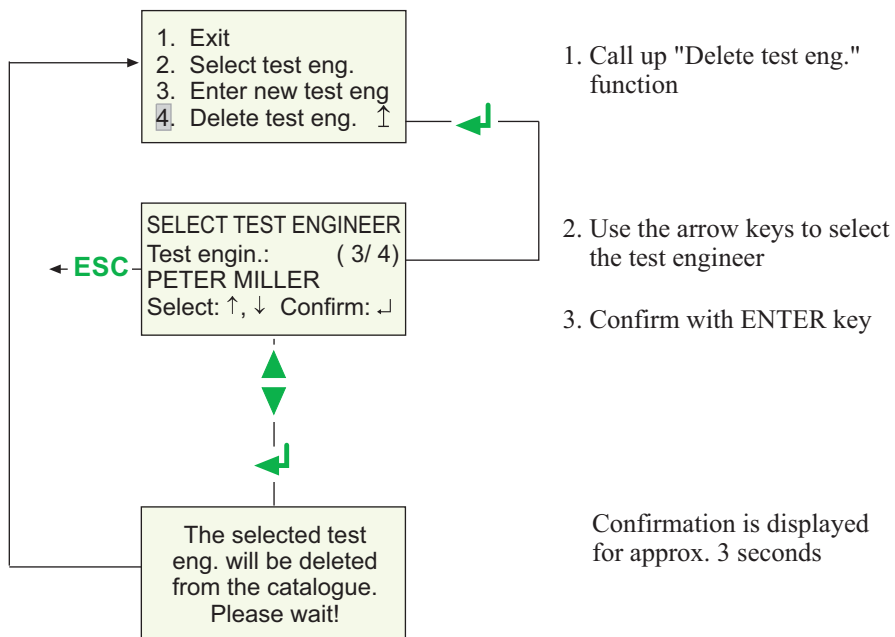 1. Exit
2. Select test eng.
3. Enter new test eng
4. Delete test eng. ↑
1. Call up "Delete test eng."
function
SELECT TEST ENGINEER
Test engin.: ( 3/ 4)
PETER MILLER
Select: ↑, ↓ Confirm: ↵
ESC
2. Use the arrow keys to select
the test engineer
3. Confirm with ENTER key
The selected test
eng. will be deleted
from the catalogue.
Please wait!
Confirmation is displayed
for approx. 3 seconds